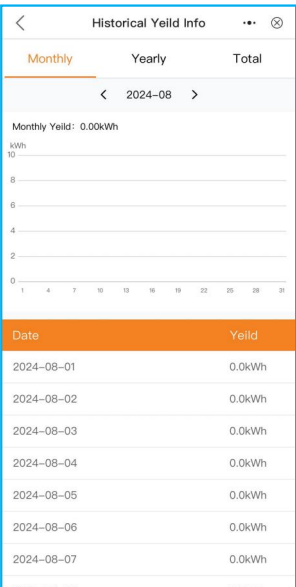 Historical Yeild Info
Monthly Yearly Total
2024-08
Monthly Yeild: 0.00kWh
kWh
10
8
6
4
2
0
1 4 7 10 13 16 19 22 25 28 31
Date Yeild
2024-08-01 0.0kWh
2024-08-02 0.0kWh
2024-08-03 0.0kWh
2024-08-04 0.0kWh
2024-08-05 0.0kWh
2024-08-06 0.0kWh
2024-08-07 0.0kWh